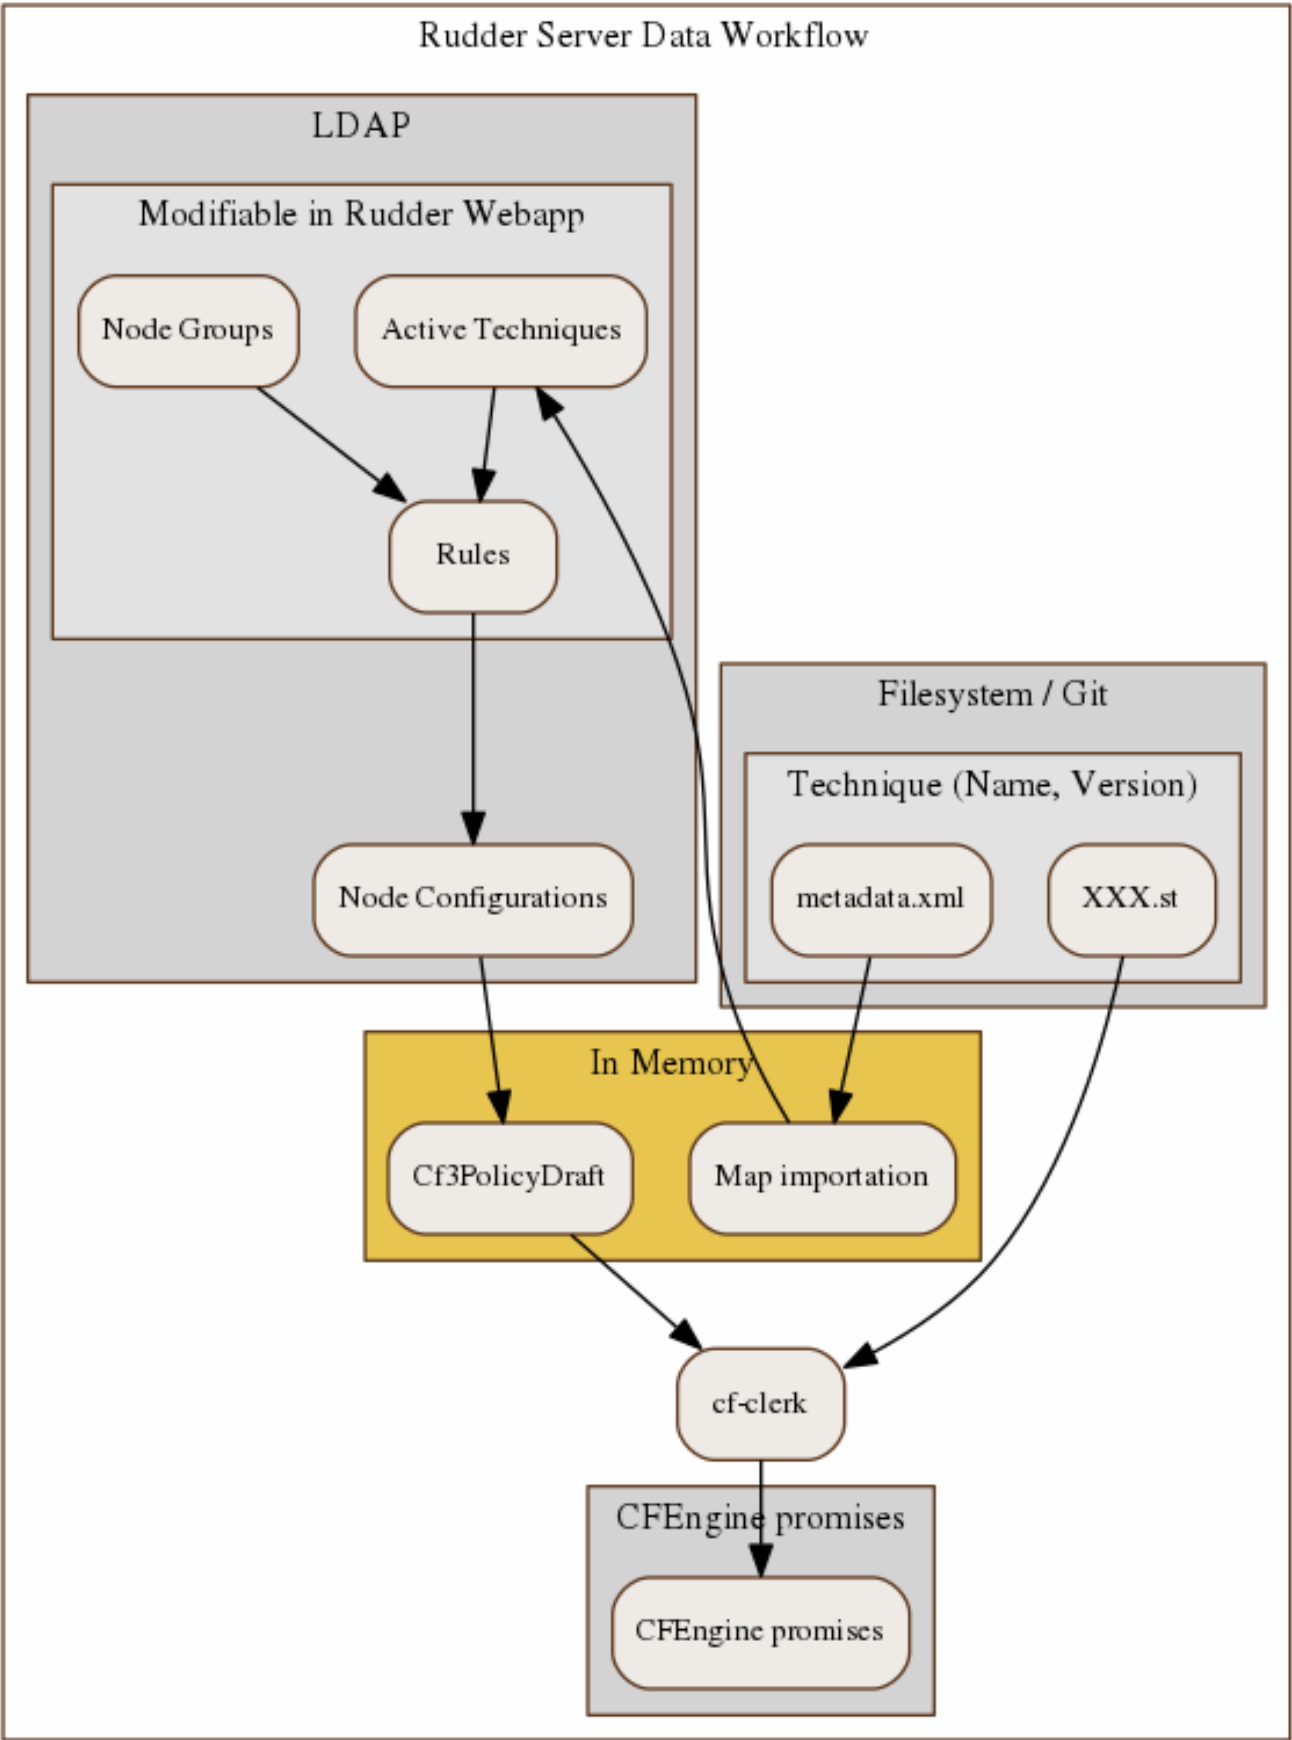 Rudder Server Data Workflow
LDAP
Modifiable in Rudder Webapp
Node Groups
Active Techniques
Rules
Filesystem / Git
Technique (Name, Version)
Node Configurations
metadata.xml
XXX.st
In Memory
Cf3PolicyDraft
Map importation
cf-clerk
CFEngine promises
CFEngine promises